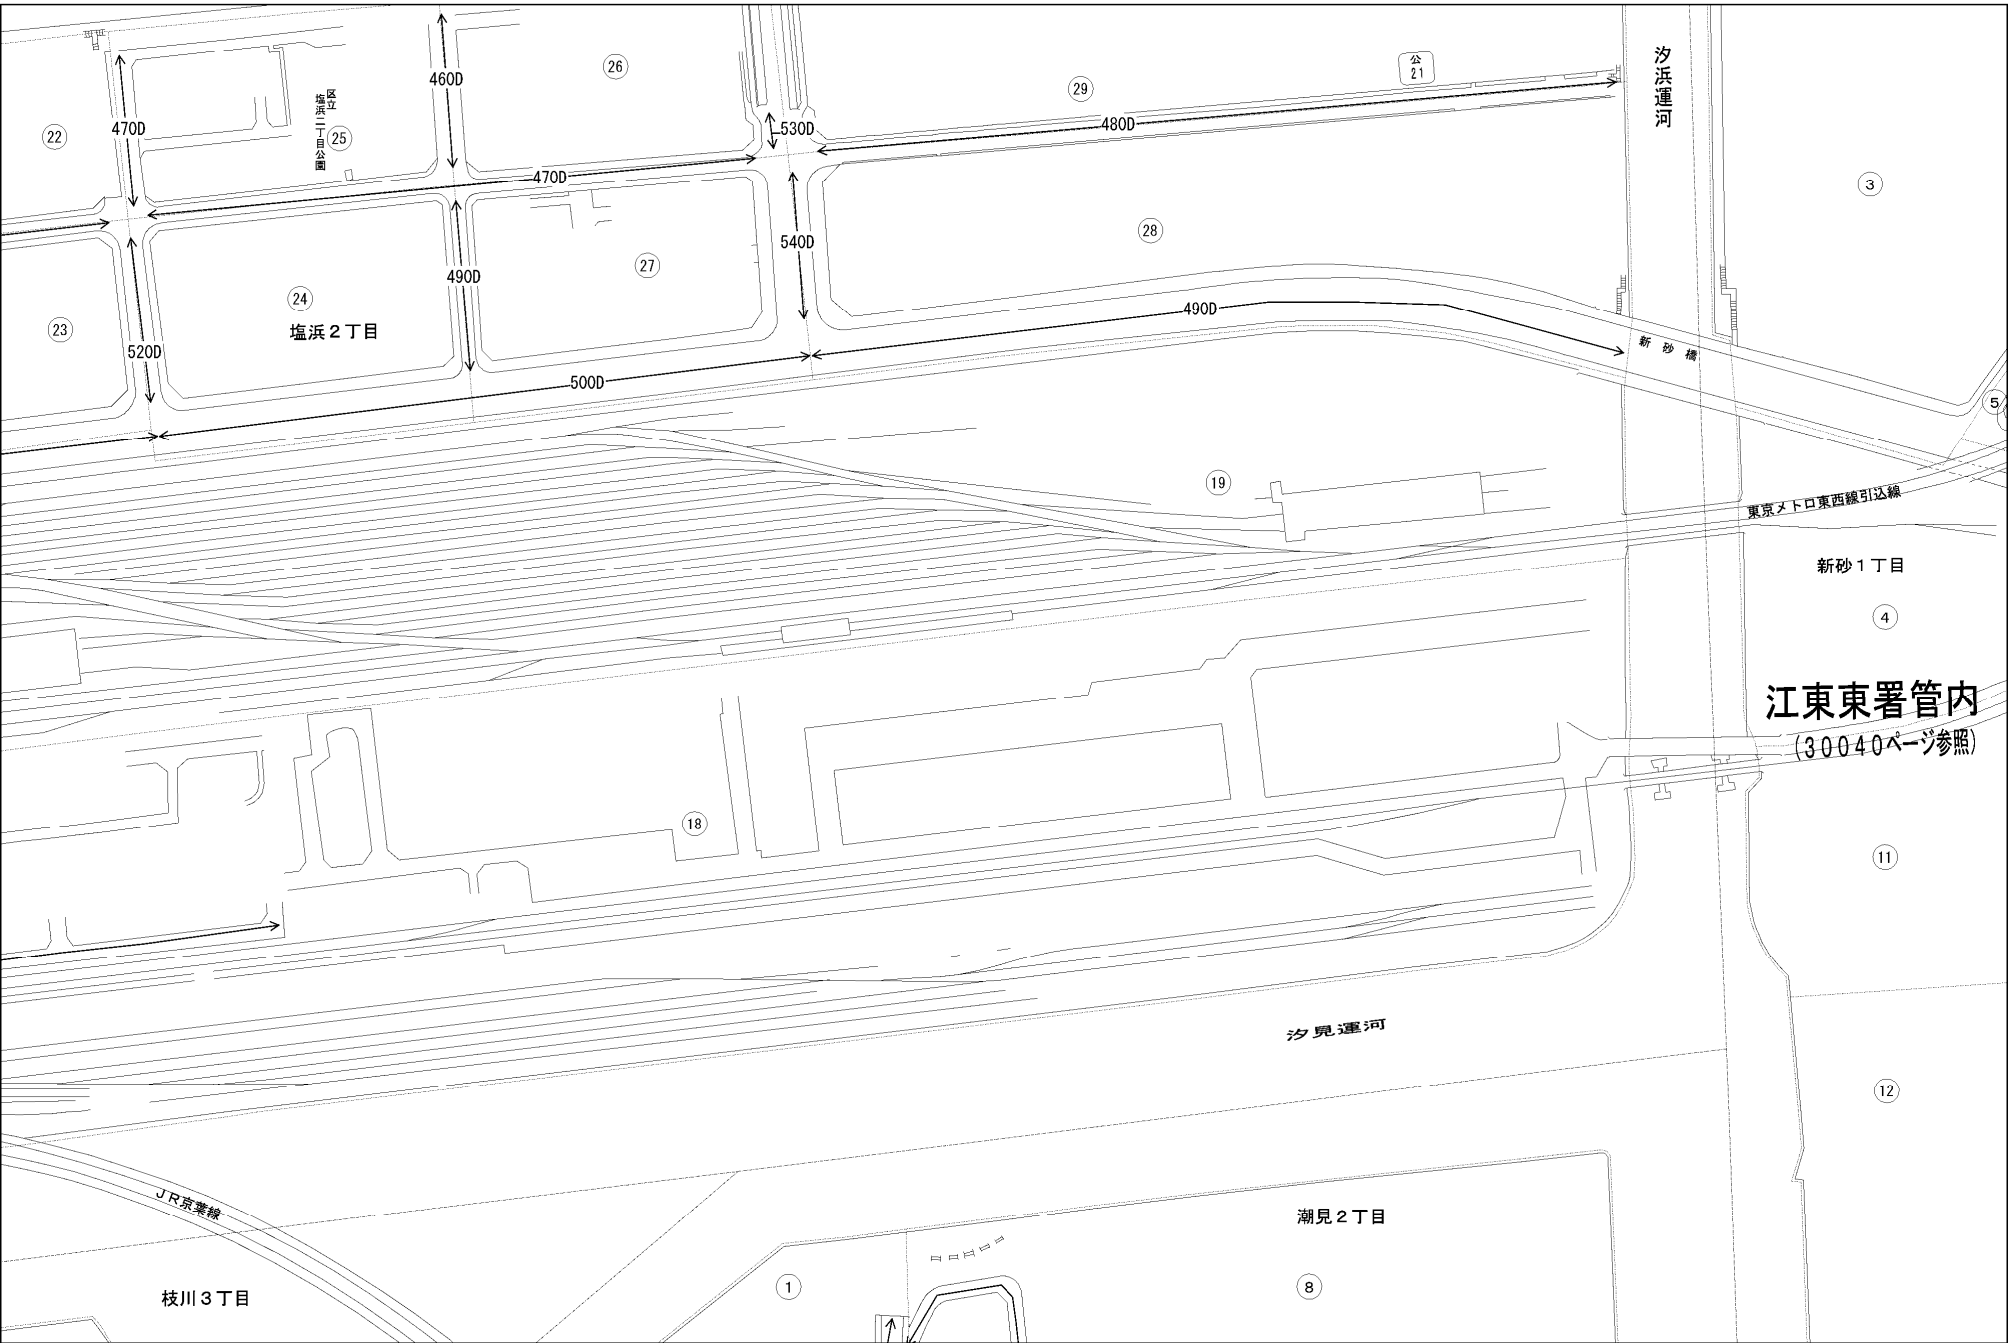 汐浜運河
公
21
26
29
460D
470D
22
区立
塩浜二丁目公園
25
530D
480D
470D
3
28
540D
27
490D
24
塩浜２丁目
23
520D
490D
新砂橋
500D
5
19
東京メトロ東西線引込線
新砂１丁目
4
江東東署管内
(30040ページ参照)
18
11
汐見運河
12
ＪＲ京葉線
潮見２丁目
枝川３丁目
1
8